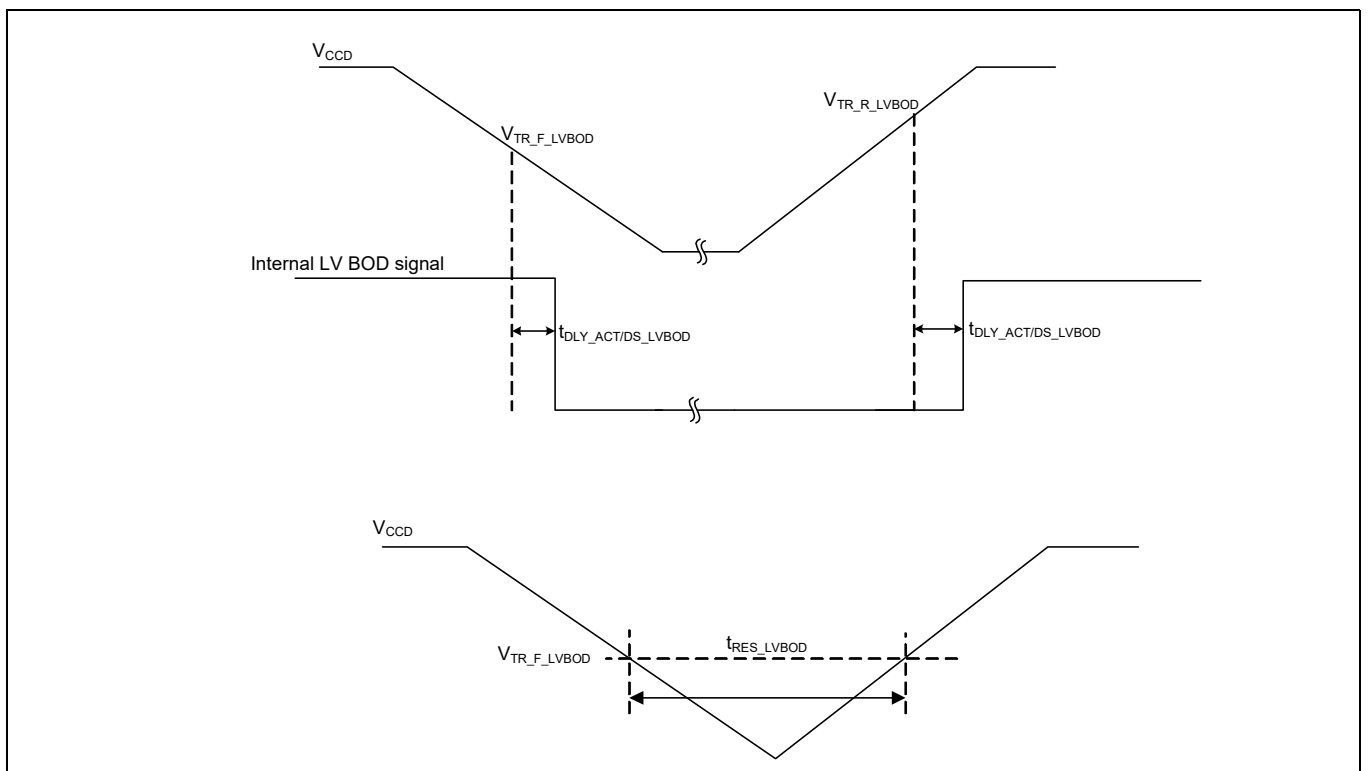 VCCD
VTR_R_LVBOD
VTR_F_LVBOD
Internal LV BOD signal
tDLY_ACT/DS_LVBOD
tDLY_ACT/DS_LVBOD
VCCD
tRES_LVBOD
VTR_F_LVBOD